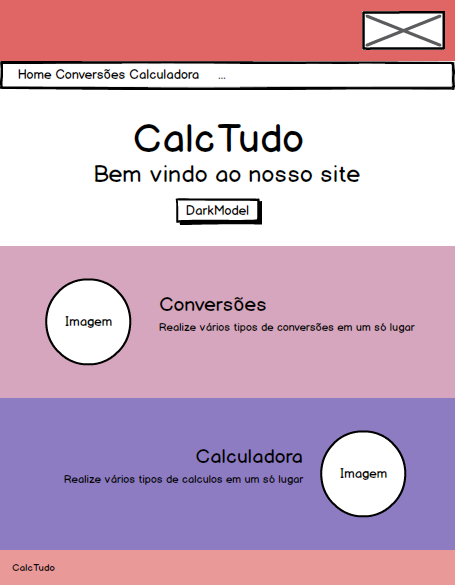 Home Conversões Calculadora ...
CalcTudo
Bem vindo ao nosso site
DarkModel
Imagem
Conversões
Realize vários tipos de conversões em um só lugar
Calculadora
Realize vários tipos de calculos em um só lugar
Imagem
CalcTudo